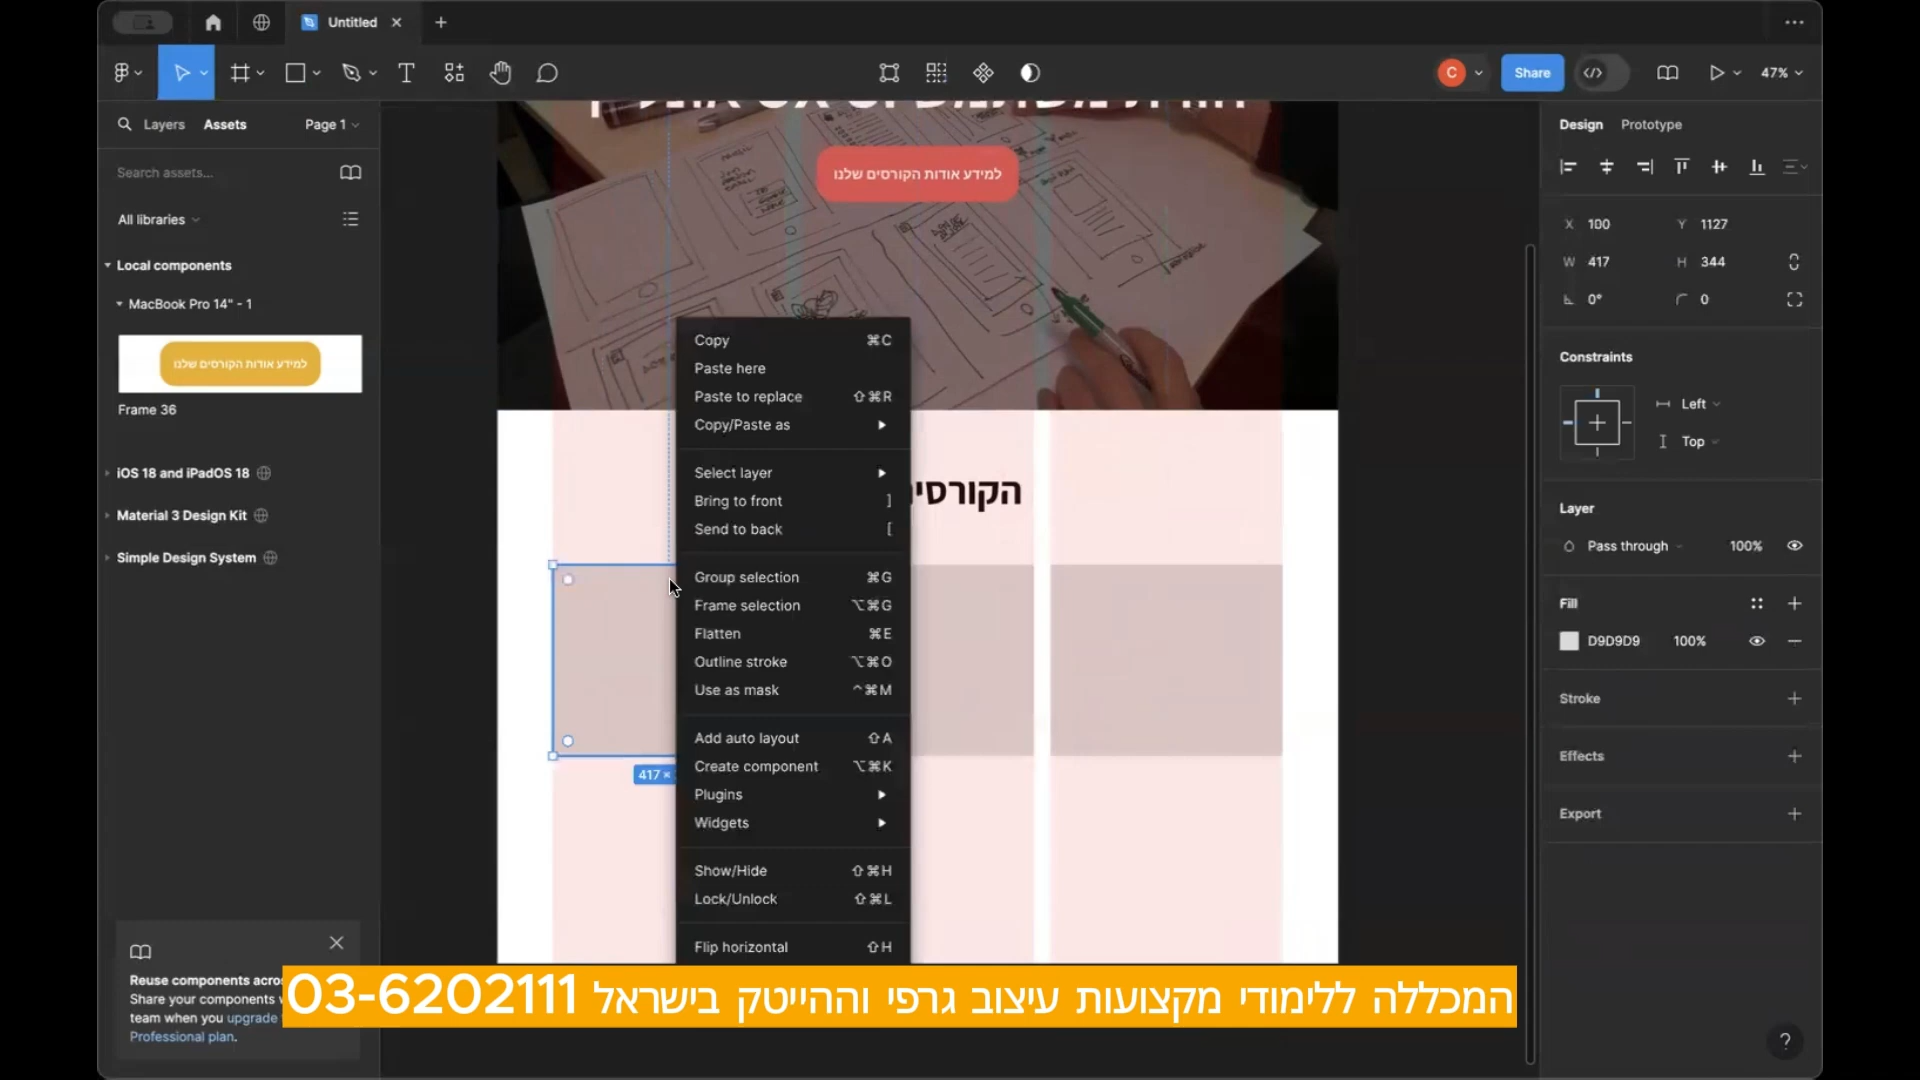 Untitled
Share
47%
C
Layers
Assets
Page 1
Search assets...
All libraries
Local components
MacBook Pro 14" - 1
למידע אודות הקורסים שלנו
Frame 36
iOS 18 and iPadOS 18
Material 3 Design Kit
Simple Design System
Reuse components
Share your components
team when you upgrade
Professional plan.
למידע אודות הקורסים שלנו
Copy ⌘C
Paste here
Paste to replace ⇧⌘R
Copy/Paste as
Select layer
Bring to front ]
Send to back [
Group selection ⌘G
Frame selection ⌥⌘G
Flatten ⌘E
Outline stroke ⌥⌘O
Use as mask ^⌘M
Add auto layout ⇧A
Create component ⌥⌘K
Plugins
Widgets
Show/Hide ⇧⌘H
Lock/Unlock ⇧⌘L
Flip horizontal ⇧H
417 ×
Design
Prototype
X 100 Y 1127
W 417 H 344
0° 0
Constraints
Left
Top
Layer
Pass through 100%
Fill
D9D9D9 100%
Stroke
Effects
Export
?
המכללה ללימודי מקצועות עיצוב גרפי וההייטק בישראל 03-6202111